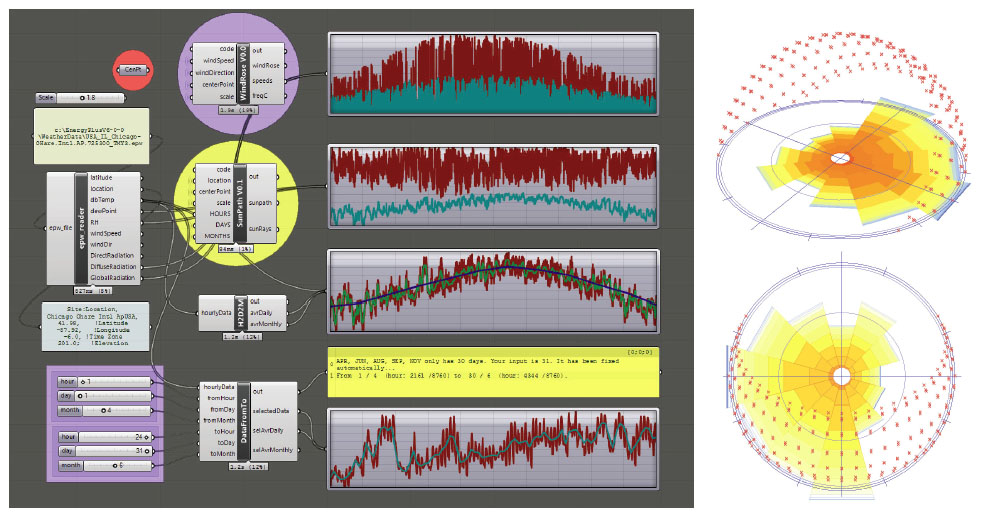 CenPt
Scale
1.8
c:\EnergyPlusV6-0-0
\WeatherData\USA_IL_Chicago-
OHare.Intl.AP.725300_TMY3.epw
code
windSpeed
windDirection
centerPoint
scale
WindRose V0.0
out
windRose
speeds
freqC
code
location
centerPoint
scale
HOURS
DAYS
MONTHS
SunPath V0.1
out
sunpath
sunRays
84ms (1%)
epw_file
epw_reader
latitude
location
dbTemp
dewPoint
RH
windSpeed
windDir
DirectRadiation
DiffuseRadiation
GlobalRadiation
627ms (6%)
Site:Location,
Chicago Ohare Intl ApUSA,
41.98, !Latitude
-87.92, !Longitude
-6.0, !Time Zone
201.0; !Elevation
hourlyData
H2D2M
out
avrDaily
avrMonthly
1.2s (12%)
{0;0;0}
0 APR, JUN, AUG, SEP, NOV only has 30 days. Your input is 31. It has been fixed
automatically...
1 From 1 / 4 (hour: 2161 /8760) to 30 / 6 (hour: 4344 /8760).
hour
1
day
1
month
4
hour
24
day
31
month
6
hourlyData
fromHour
fromDay
fromMonth
toHour
toDay
toMonth
DataFromTo
out
selectedData
selAvrDaily
selAvrMonthly
1.2s (12%)